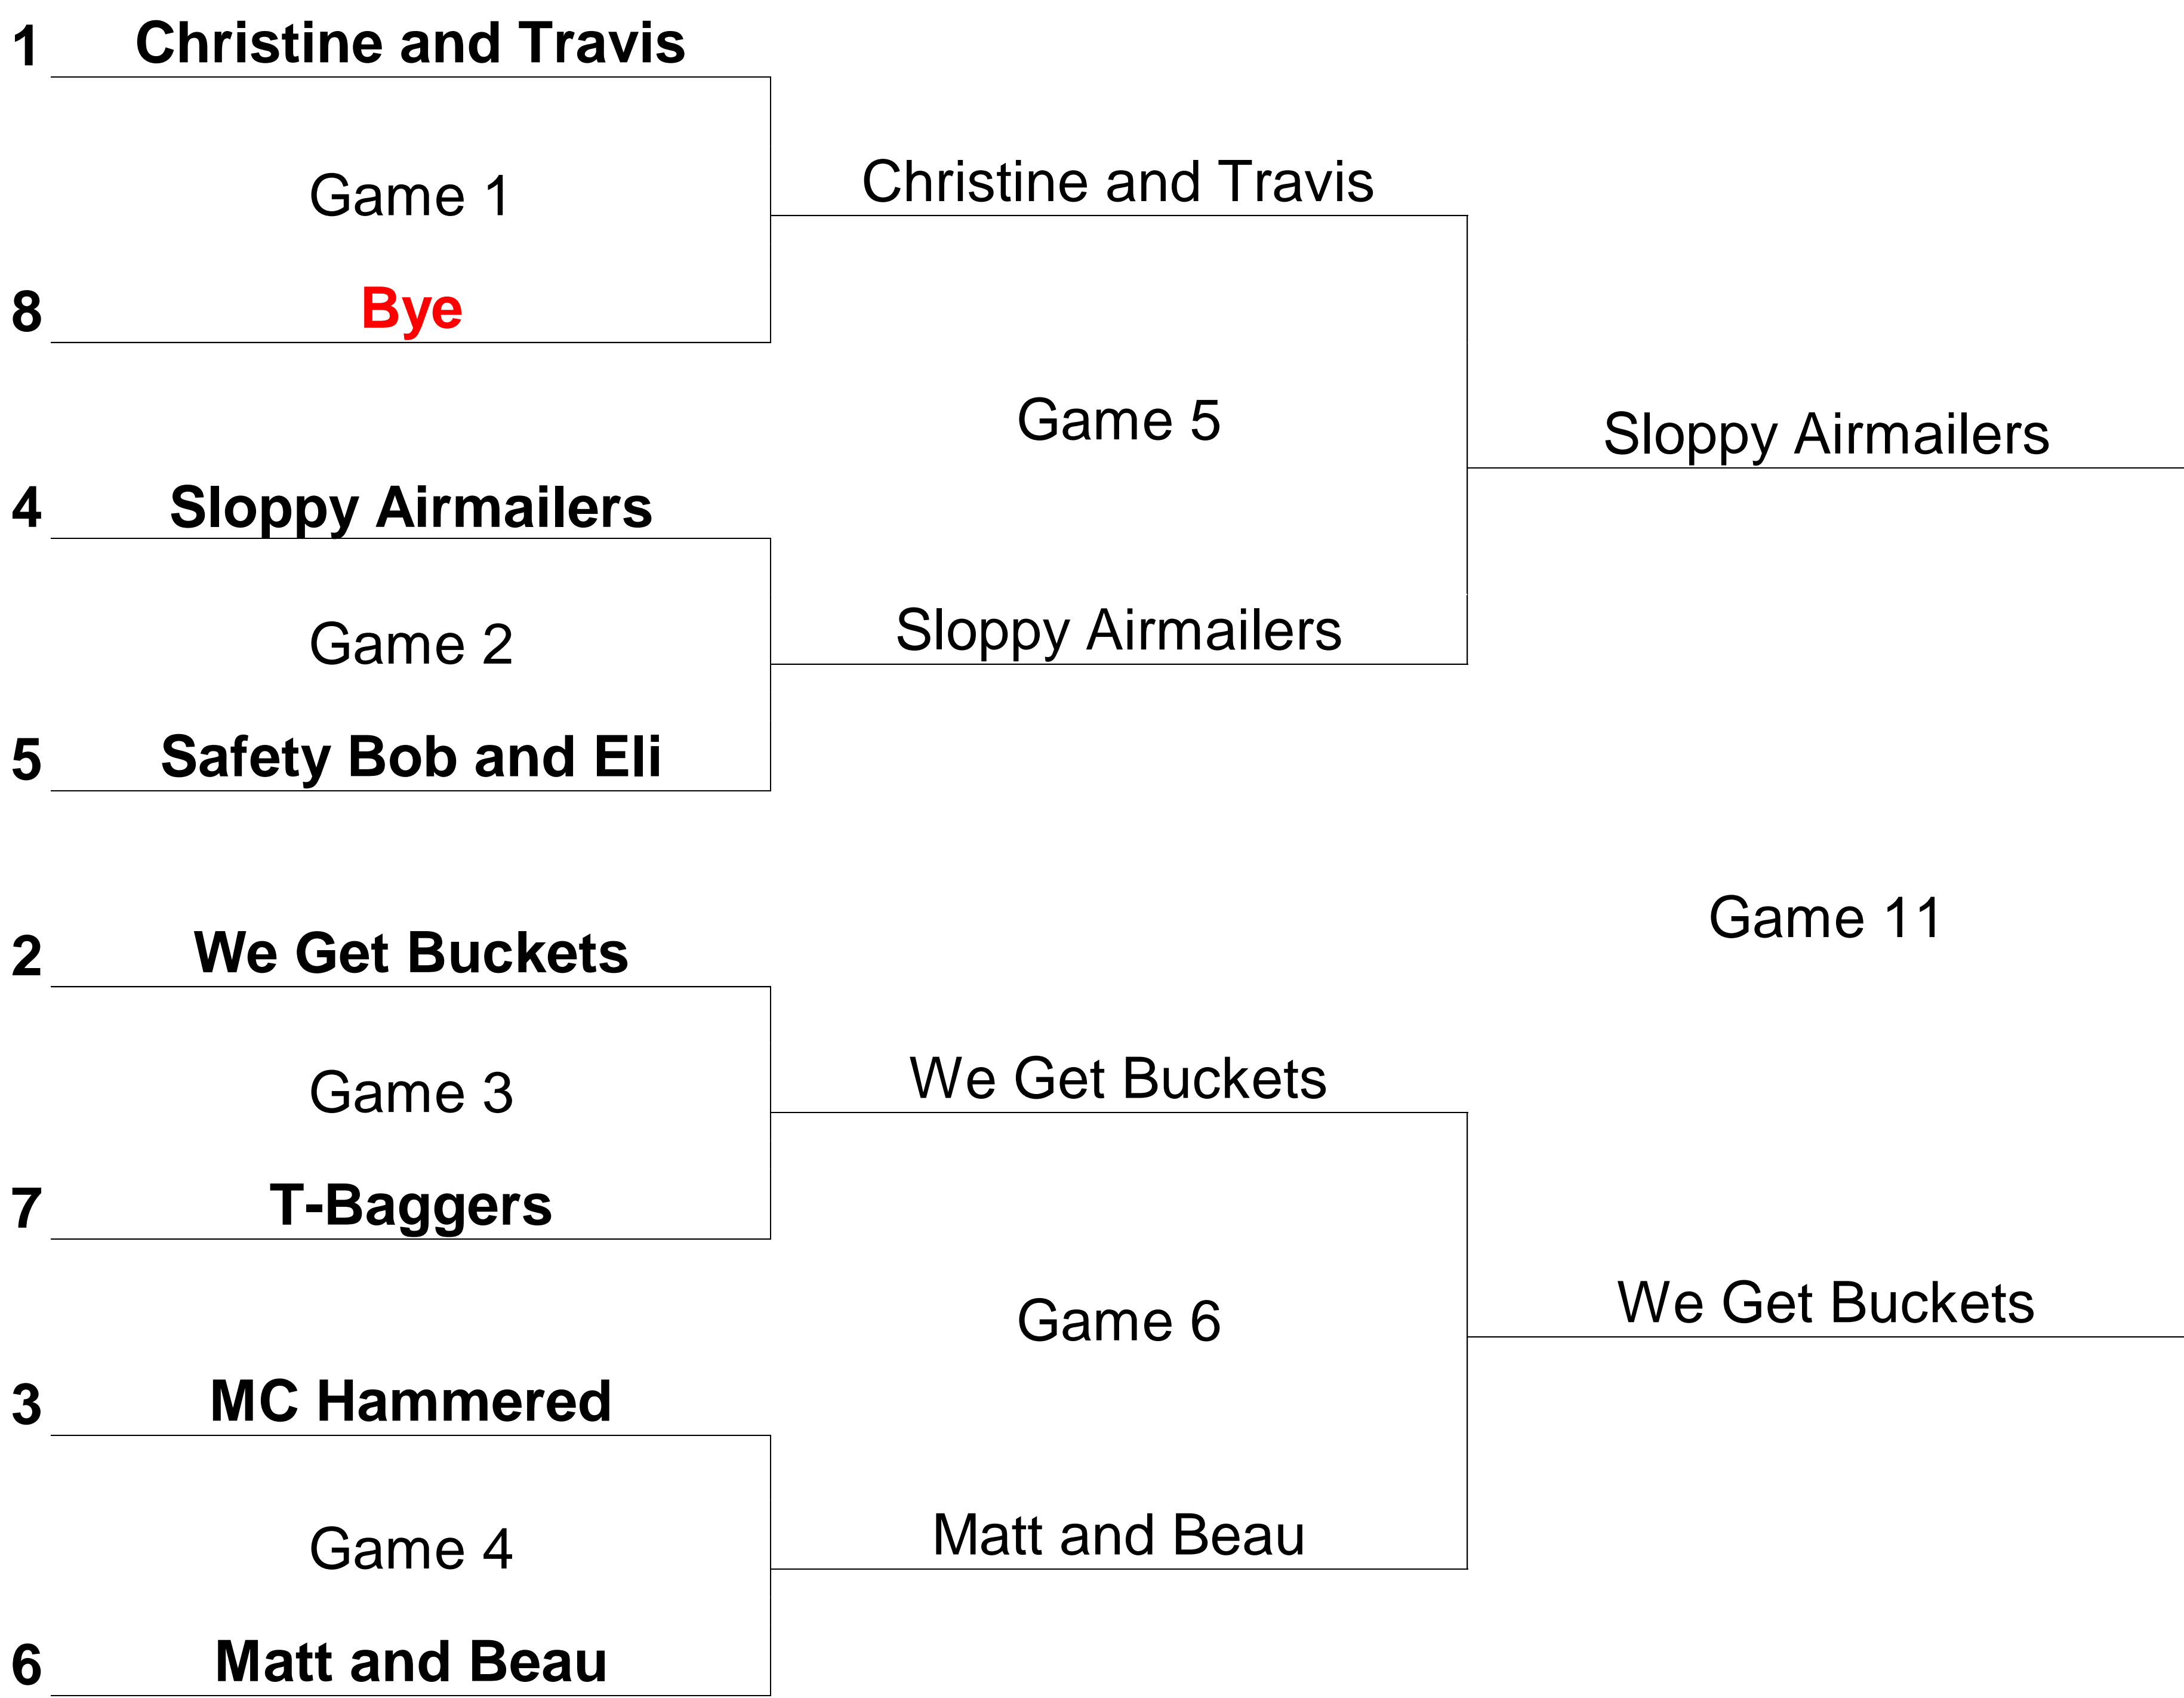 1 Christine and Travis
Game 1
8 Bye
Christine and Travis
Game 5
4 Sloppy Airmailers
Game 2
5 Safety Bob and Eli
Sloppy Airmailers
Sloppy Airmailers
Game 11
2 We Get Buckets
Game 3
7 T-Baggers
We Get Buckets
Game 6
3 MC Hammered
Game 4
6 Matt and Beau
Matt and Beau
We Get Buckets